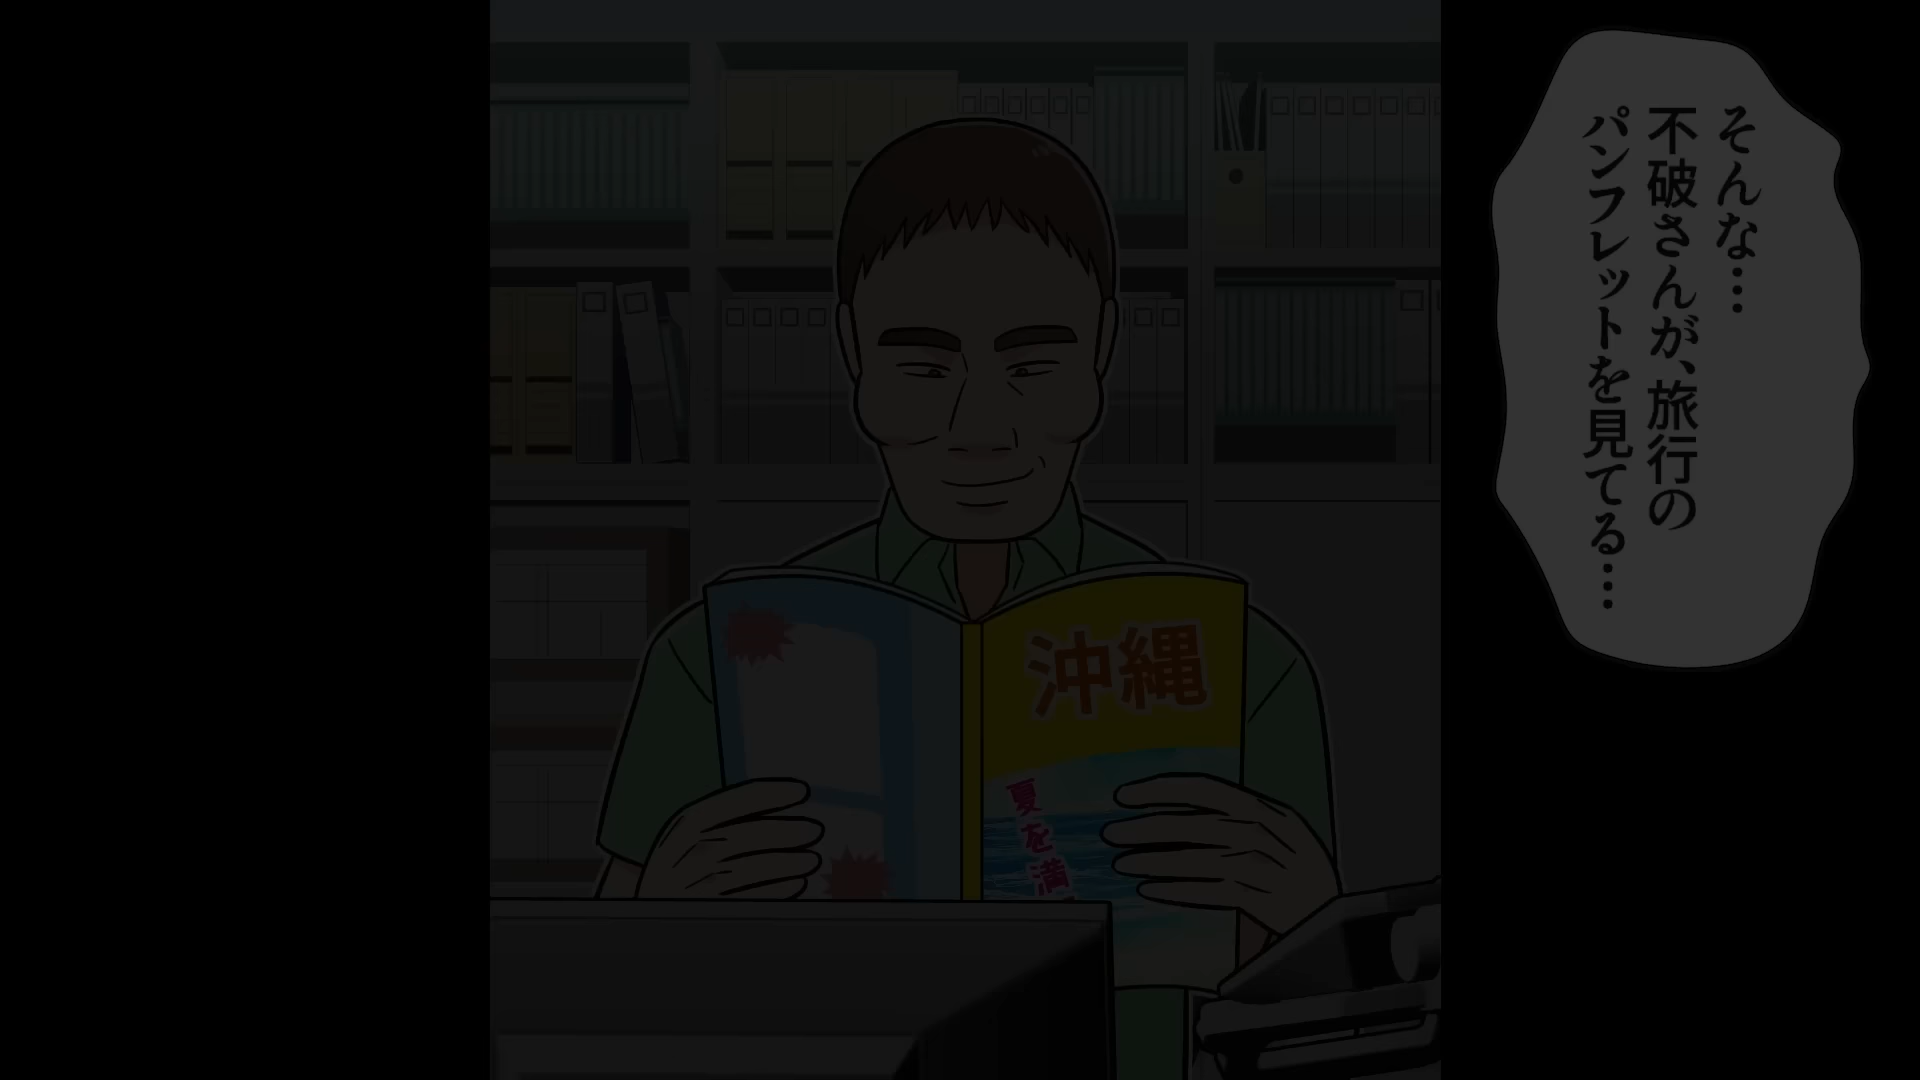 そんな…
不破さんが、旅行の
パンフレットを見てる…
沖縄
夏を満